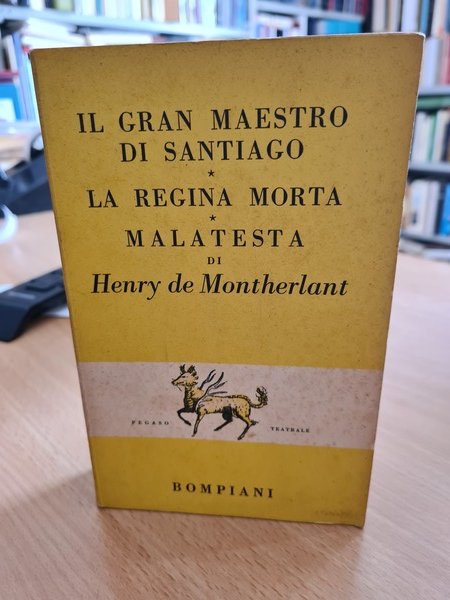 IL GRAN MAESTRO
DI SANTIAGO
★
LA REGINA MORTA
★
MALATESTA
DI
Henry de Montherlant
PEGASO TEATRALE
BOMPIANI